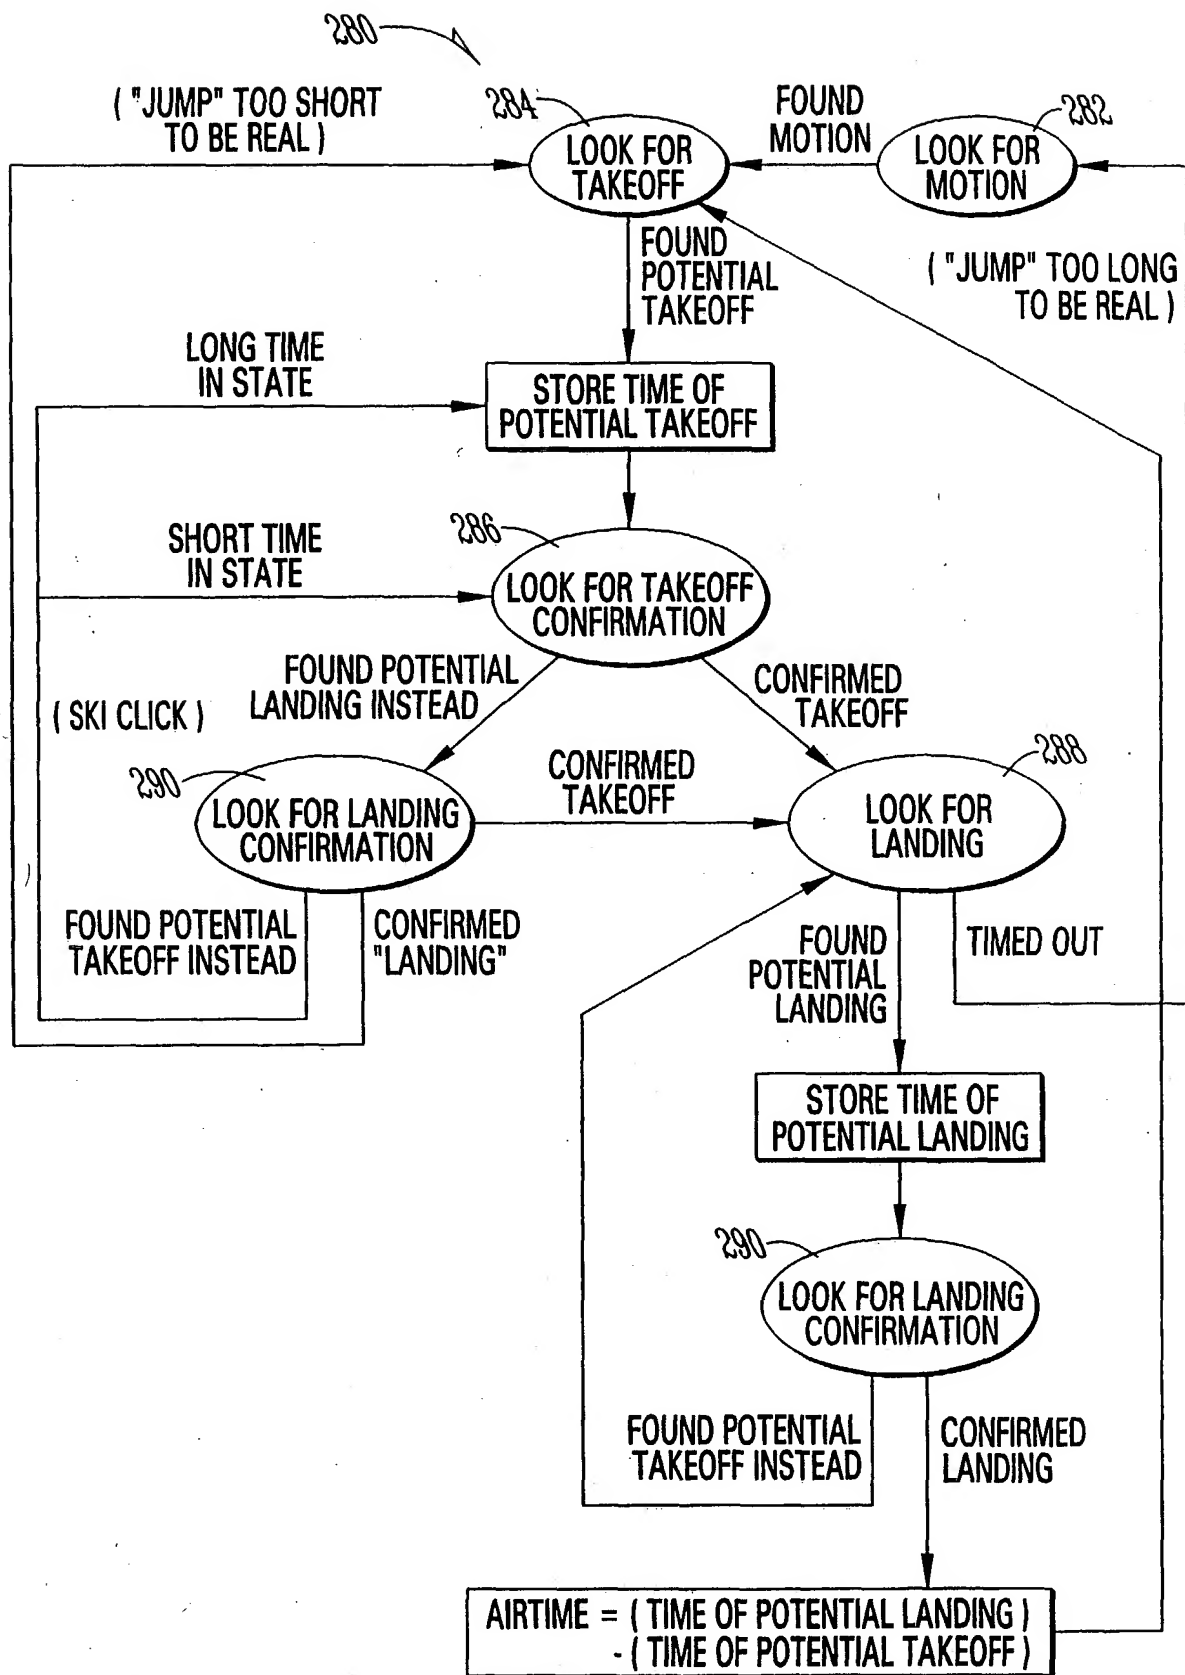 280
( "JUMP" TOO SHORT
TO BE REAL )
284
LOOK FOR
TAKEOFF
FOUND
MOTION
282
LOOK FOR
MOTION
FOUND
POTENTIAL
TAKEOFF
( "JUMP" TOO LONG
TO BE REAL )
LONG TIME
IN STATE
STORE TIME OF
POTENTIAL TAKEOFF
SHORT TIME
IN STATE
286
LOOK FOR TAKEOFF
CONFIRMATION
FOUND POTENTIAL
LANDING INSTEAD
CONFIRMED
TAKEOFF
( SKI CLICK )
290
LOOK FOR LANDING
CONFIRMATION
CONFIRMED
TAKEOFF
288
LOOK FOR
LANDING
FOUND POTENTIAL
TAKEOFF INSTEAD
CONFIRMED
"LANDING"
FOUND
POTENTIAL
LANDING
TIMED OUT
STORE TIME OF
POTENTIAL LANDING
290
LOOK FOR LANDING
CONFIRMATION
FOUND POTENTIAL
TAKEOFF INSTEAD
CONFIRMED
LANDING
AIRTIME = ( TIME OF POTENTIAL LANDING )
- ( TIME OF POTENTIAL TAKEOFF )